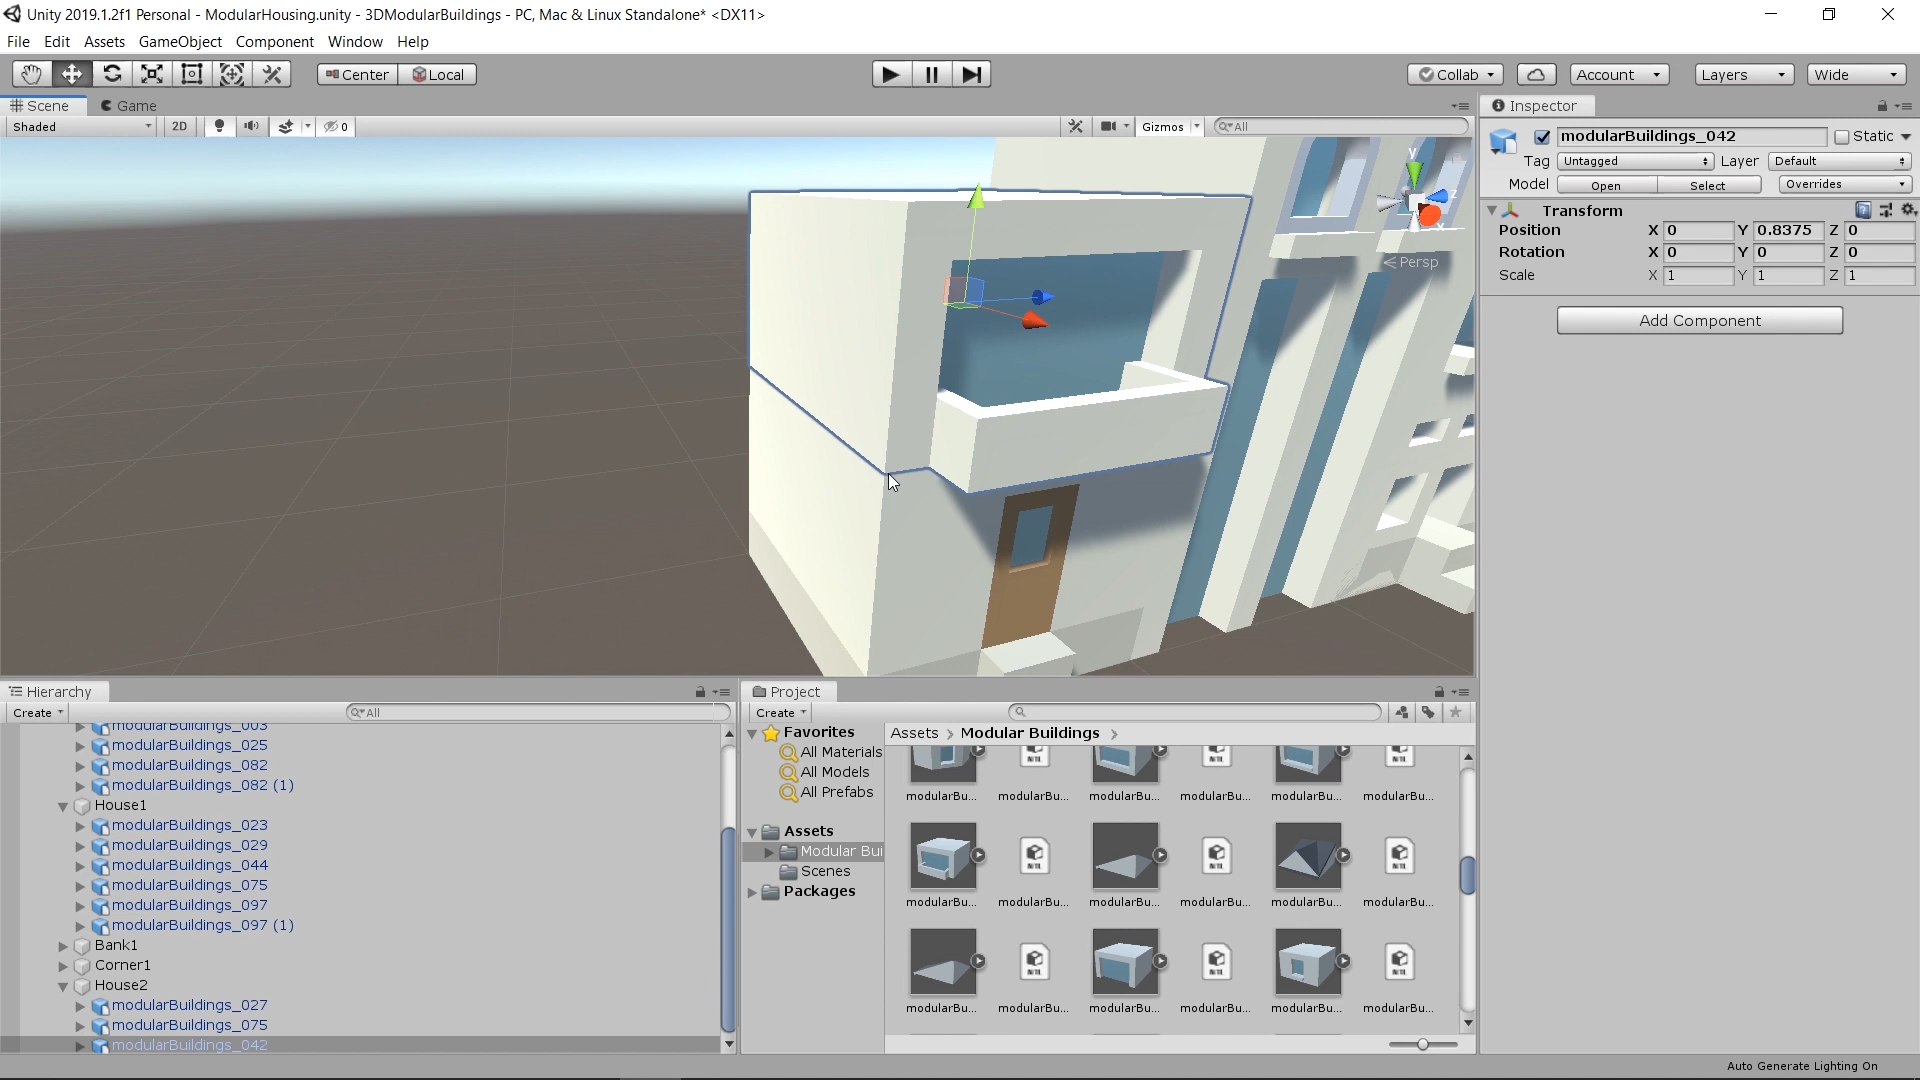 Unity 2019.1.2f1 Personal - ModularHousing.unity - 3DModularBuildings - PC, Mac & Linux Standalone* <DX11>
File Edit Assets GameObject Component Window Help
Center Local Collab Account Layers Wide
Scene Game
Shaded 2D 0 Gizmos All
y z x
Persp
Inspector
modularBuildings_042 Static
Tag Untagged Layer Default
Model Open Select Overrides
Transform
Position X 0 Y 0.8375 Z 0
Rotation X 0 Y 0 Z 0
Scale X 1 Y 1 Z 1
Add Component
Hierarchy
Create All
modularBuildings_003
modularBuildings_025
modularBuildings_082
modularBuildings_082 (1)
House1
modularBuildings_023
modularBuildings_029
modularBuildings_044
modularBuildings_075
modularBuildings_097
modularBuildings_097 (1)
Bank1
Corner1
House2
modularBuildings_027
modularBuildings_075
modularBuildings_042
Project
Create
Favorites
All Materials
All Models
All Prefabs
Assets
Modular Bui
Scenes
Packages
Assets > Modular Buildings >
modularBu... modularBu... modularBu... modularBu... modularBu... modularBu...
modularBu... modularBu... modularBu... modularBu... modularBu... modularBu...
modularBu... modularBu... modularBu... modularBu... modularBu... modularBu...
Auto Generate Lighting On